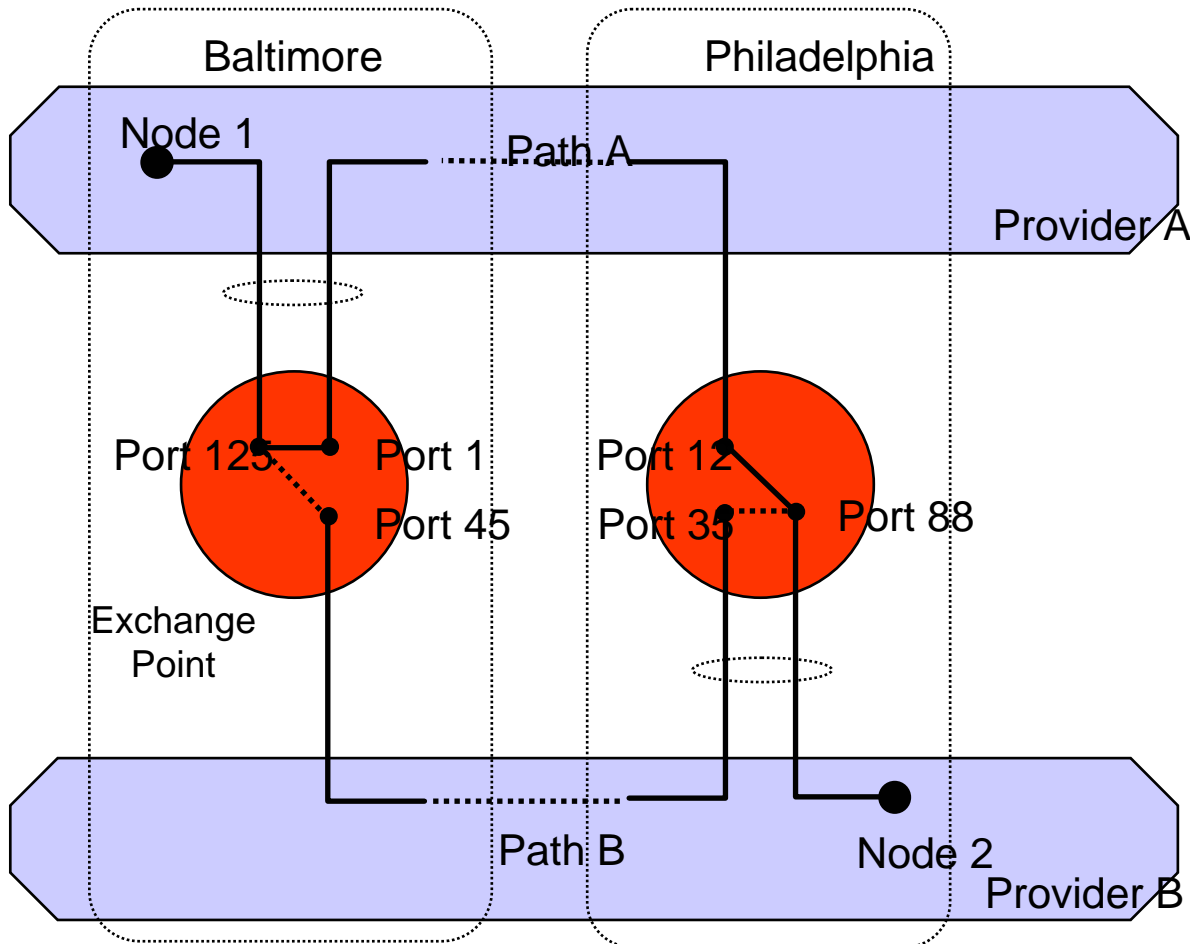 Baltimore
Philadelphia
Node 1
Path A
Provider A
Port 125
Port 1
Port 12
Port 45
Port 35
Port 88
Exchange
Point
Path B
Node 2
Provider B